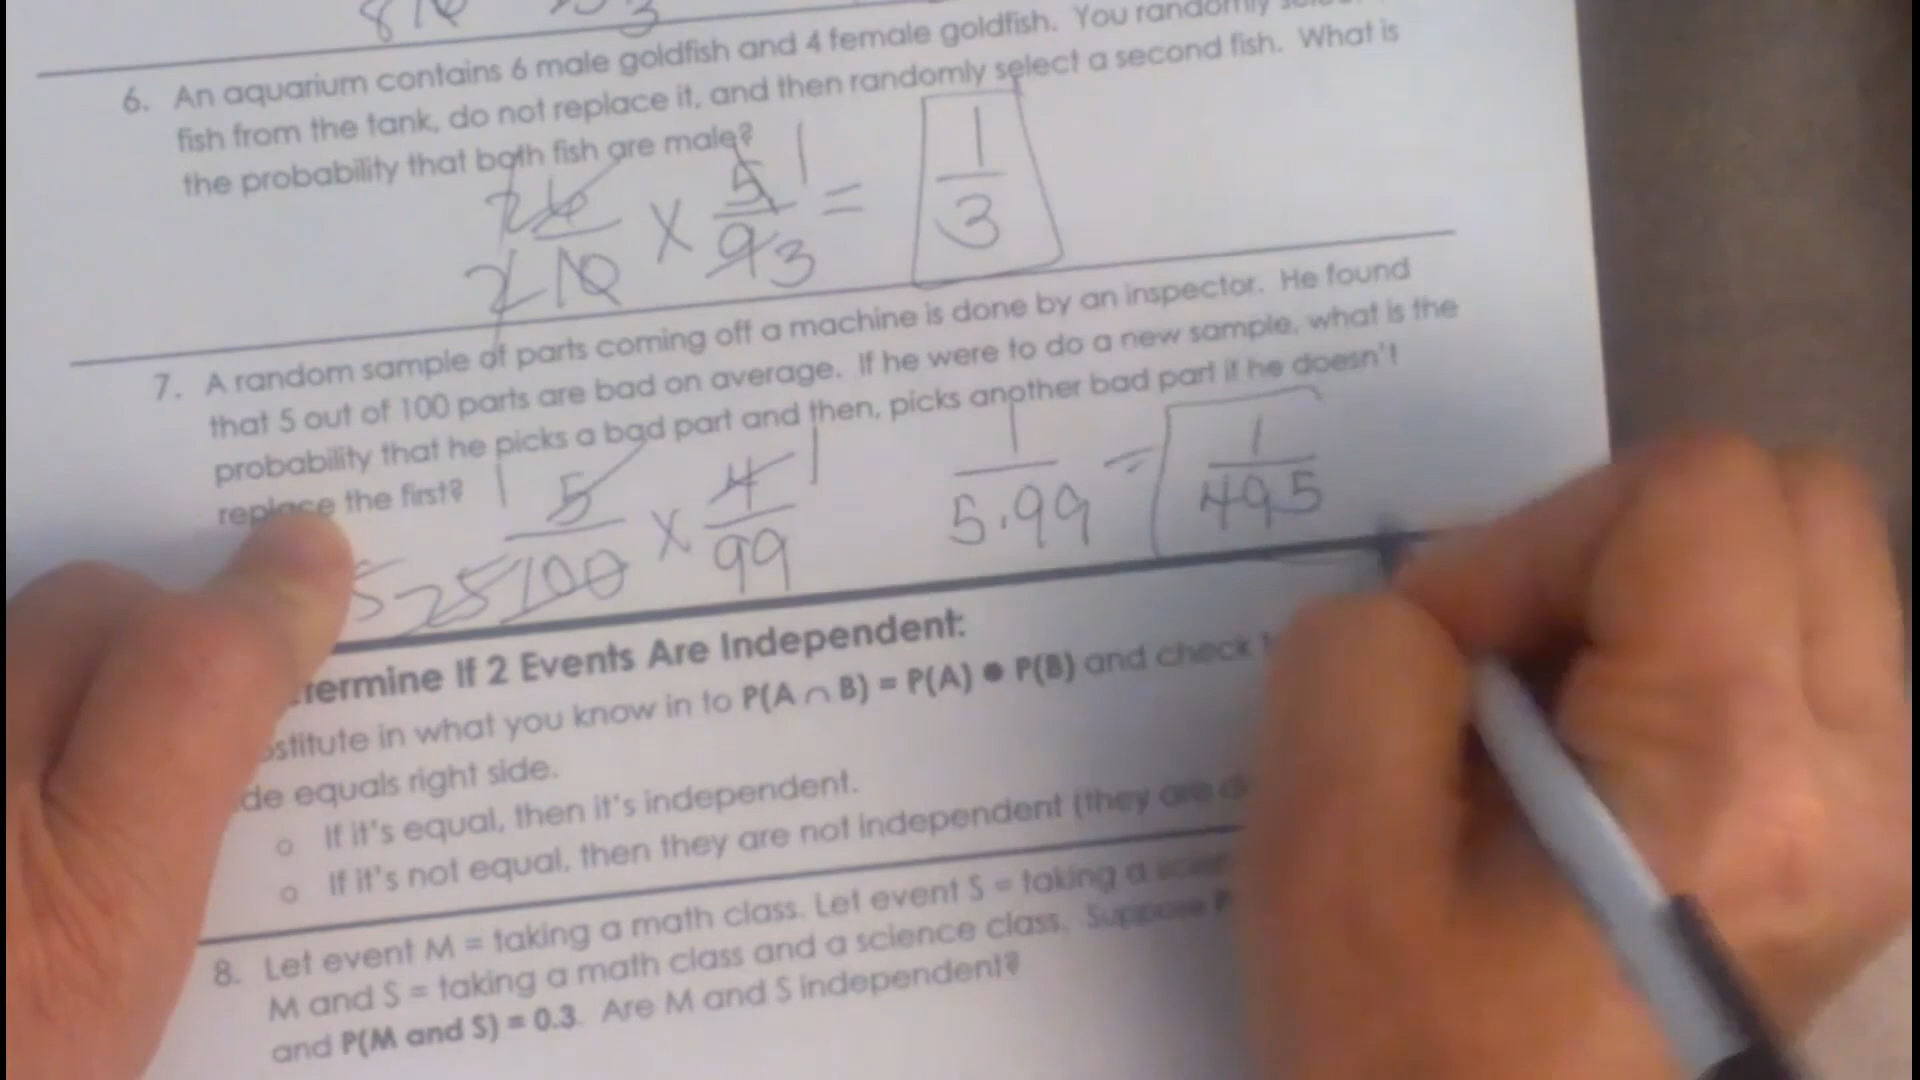 6. An aquarium contains 6 male goldfish and 4 female goldfish. You randomly
fish from the tank, do not replace it, and then randomly select a second fish. What is
the probability that both fish are male?
6/10 × 5/9 = 1/3
7. A random sample of parts coming off a machine is done by an inspector. He found
that 5 out of 100 parts are bad on average. If he were to do a new sample, what is the
probability that he picks a bad part and then, picks another bad part if he doesn't
replace the first?
5/100 × 4/99 1/5·99 = 1/495
termine If 2 Events Are Independent:
stitute in what you know in to P(A ∩ B) = P(A) • P(B) and check
de equals right side.
o If it's equal, then it's independent.
o If it's not equal, then they are not independent (they are
8. Let event M = taking a math class. Let event S = taking a
M and S = taking a math class and a science class. Suppose P
and P(M and S) = 0.3. Are M and S independent?